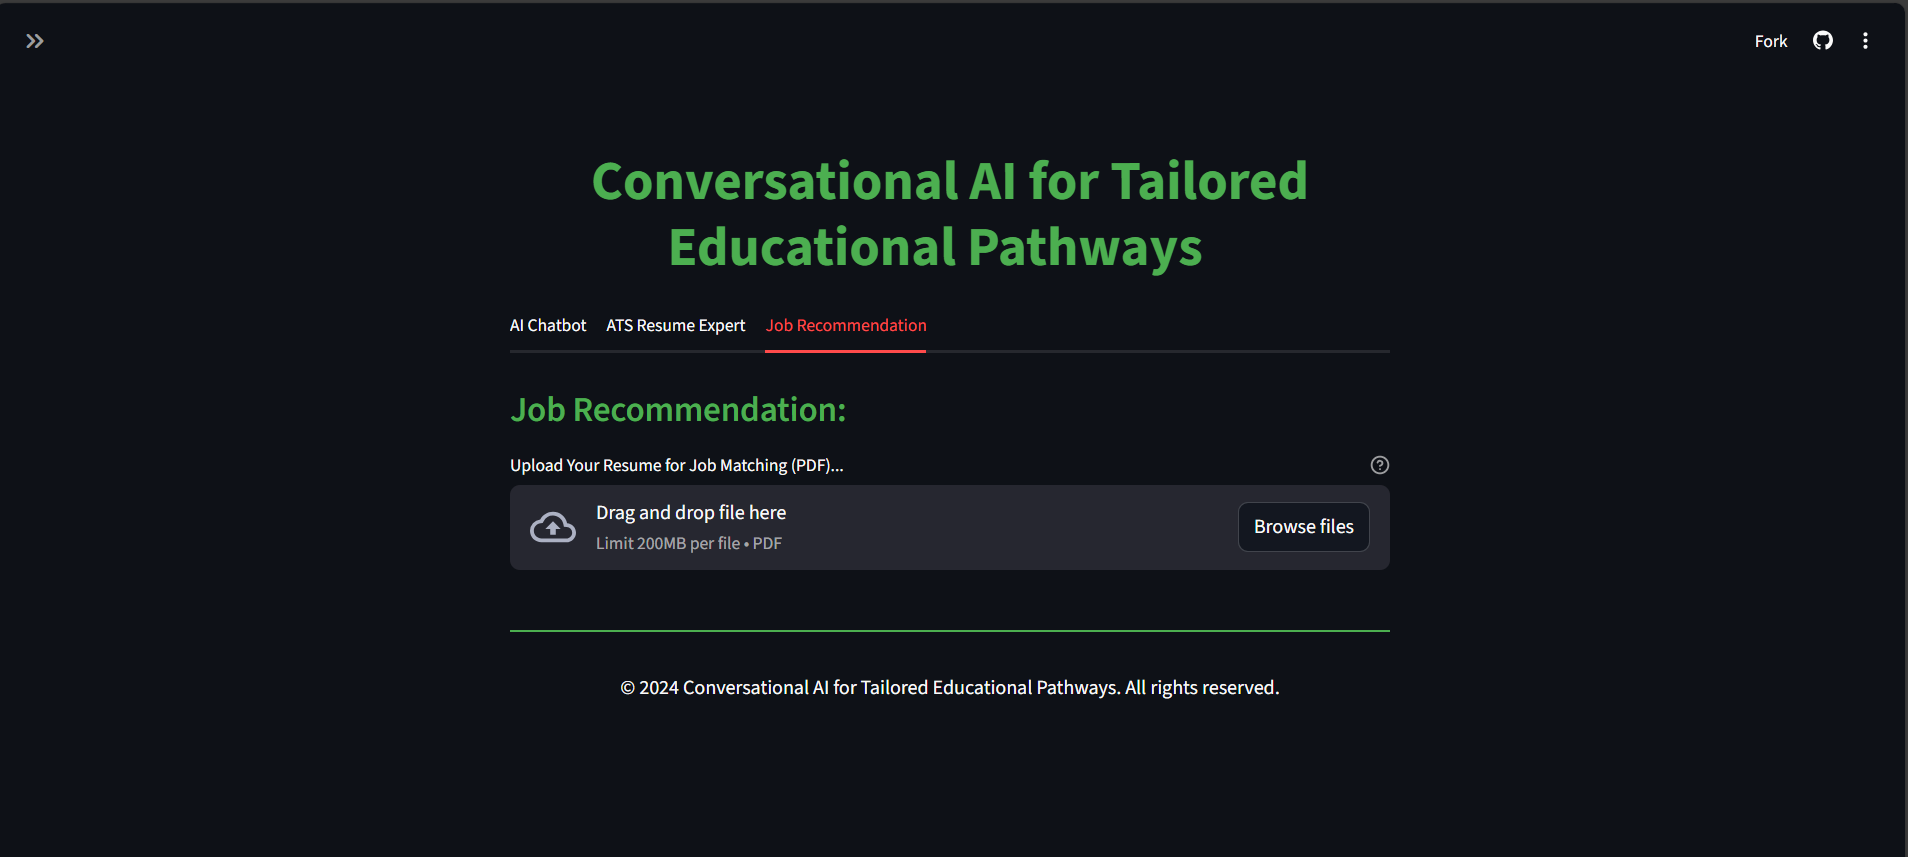 Fork
Conversational AI for Tailored
Educational Pathways
AI Chatbot ATS Resume Expert Job Recommendation
Job Recommendation:
Upload Your Resume for Job Matching (PDF)...
Drag and drop file here
Limit 200MB per file • PDF
Browse files
© 2024 Conversational AI for Tailored Educational Pathways. All rights reserved.